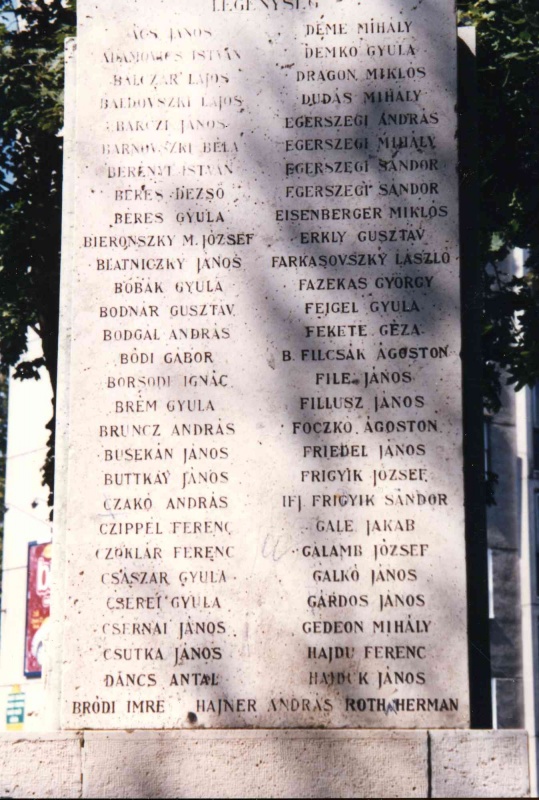 LEGÉNYSÉG
ÁCS JÁNOS
ADAMOVICS ISTVÁN
BALCZÁR LAJOS
BALDOVSZKI LAJOS
BARCZI JÁNOS
BARNOVSZKI BÉLA
BERÉNYI ISTVÁN
BÉKÉS DEZSŐ
BÉRES GYULA
BIERONSZKY M. JÓZSEF
BLATNICZKY JÁNOS
BOBÁK GYULA
BODNÁR GUSZTÁV
BODGÁL ANDRÁS
BÓDI GÁBOR
BORSODI IGNÁC
BRÉM GYULA
BRUNCZ ANDRÁS
BUSEKÁN JÁNOS
BUTTKAY JÁNOS
CZAKÓ ANDRÁS
CZIPPEL FERENC
CZOKLÁR FERENC
CSÁSZÁR GYULA
CSEREI GYULA
CSERNAI JÁNOS
CSUTKA JÁNOS
DÁNCS ANTAL
DEME MIHÁLY
DEMKÓ GYULA
DRAGON MIKLÓS
DUDÁS MIHÁLY
EGERSZEGI ANDRÁS
EGERSZEGI MIHÁLY
EGERSZEGI SÁNDOR
EGERSZEGI SÁNDOR
EISENBERGER MIKLÓS
ERKLY GUSZTÁV
FARKASOVSZKY LÁSZLÓ
FAZEKAS GYÖRGY
FEJGEL GYULA
FEKETE GÉZA
B. FILCSÁK ÁGOSTON
FILE JÁNOS
FILLUSZ JÁNOS
FOCZKÓ ÁGOSTON
FRIEDEL JÁNOS
FRIGYIK JÓZSEF
IFJ. FRIGYIK SÁNDOR
GALE JAKAB
GALAMB JÓZSEF
GALKÓ JÁNOS
GÁRDOS JÁNOS
GEDEON MIHÁLY
HAJDU FERENC
HAJDUK JÁNOS
BRÓDI IMRE HAJNER ANDRÁS ROTH HERMAN